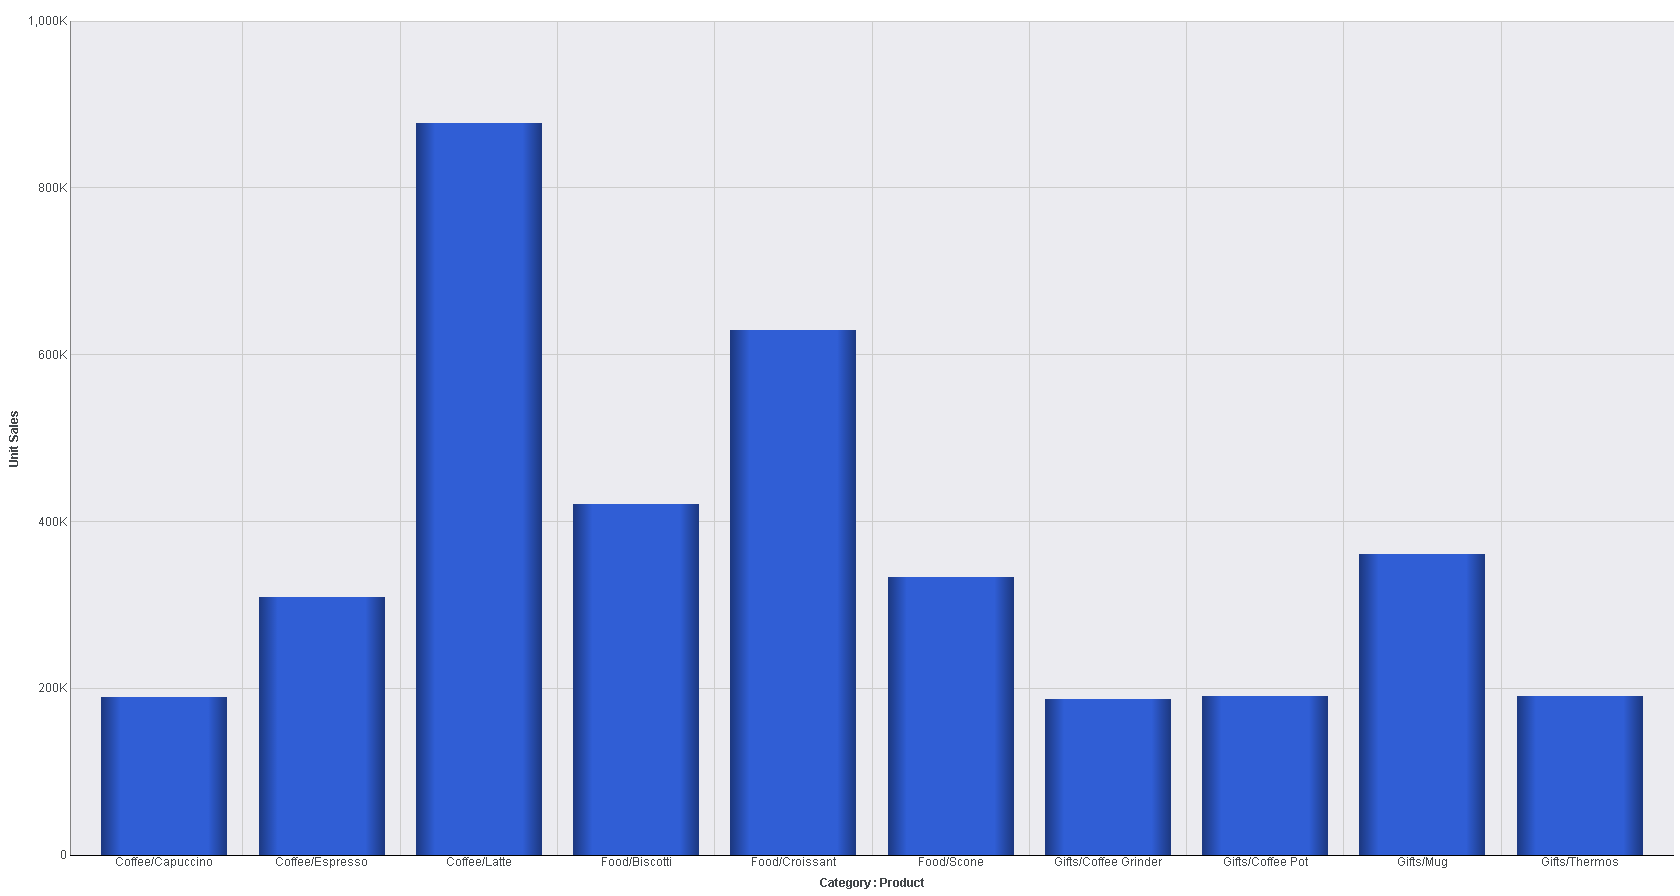 1,000K
800K
600K
400K
200K
0
Unit Sales
Coffee/Capuccino
Coffee/Espresso
Coffee/Latte
Food/Biscotti
Food/Croissant
Food/Scone
Gifts/Coffee Grinder
Gifts/Coffee Pot
Gifts/Mug
Gifts/Thermos
Category : Product